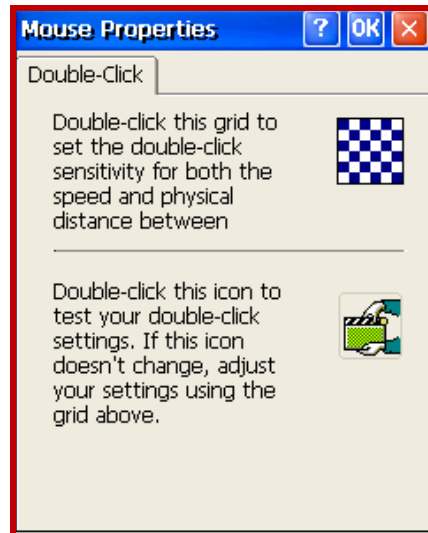 Mouse Properties ? OK ×
Double-Click
Double-click this grid to
set the double-click
sensitivity for both the
speed and physical
distance between
Double-click this icon to
test your double-click
settings. If this icon
doesn't change, adjust
your settings using the
grid above.